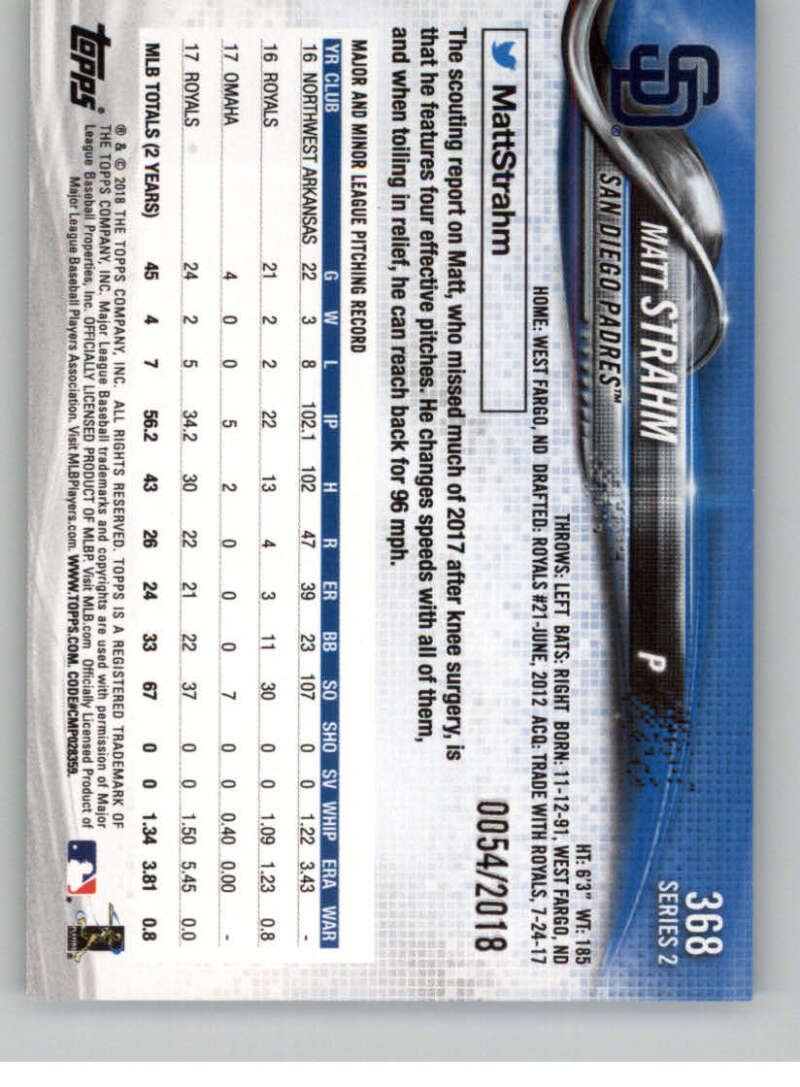 368
SERIES 2
SD®
MATT STRAHM P
SAN DIEGO PADRES™
HT: 6'3" WT: 185
THROWS: LEFT BATS: RIGHT BORN: 11-12-91, WEST FARGO, ND
HOME: WEST FARGO, ND DRAFTED: ROYALS #21-JUNE, 2012 ACQ: TRADE WITH ROYALS, 7-24-17
MattStrahm
0054/2018
The scouting report on Matt, who missed much of 2017 after knee surgery, is
that he features four effective pitches. He changes speeds with all of them,
and when toiling in relief, he can reach back for 96 mph.
MAJOR AND MINOR LEAGUE PITCHING RECORD
YR CLUB G W L IP H R ER BB SO SHO SV WHIP ERA WAR
16 NORTHWEST ARKANSAS 22 3 8 102.1 102 47 39 23 107 0 0 1.22 3.43 -
16 ROYALS 21 2 2 22 13 4 3 11 30 0 0 1.09 1.23 0.8
17 OMAHA 4 0 0 5 2 0 0 0 7 0 0 0.40 0.00 -
17 ROYALS 24 2 5 34.2 30 22 21 22 37 0 0 1.50 5.45 0.0
MLB TOTALS (2 YEARS) 45 4 7 56.2 43 26 24 33 67 0 0 1.34 3.81 0.8
topps®
® & © 2018 THE TOPPS COMPANY, INC. ALL RIGHTS RESERVED. TOPPS IS A REGISTERED TRADEMARK OF
THE TOPPS COMPANY, INC. Major League Baseball trademarks and copyrights are used with permission of Major
League Baseball Properties, Inc. OFFICIALLY LICENSED PRODUCT OF MLBP. Visit MLB.com Officially Licensed Product of
Major League Baseball Players Association. Visit MLBPlayers.com. WWW.TOPPS.COM. CODE#CMP028359.